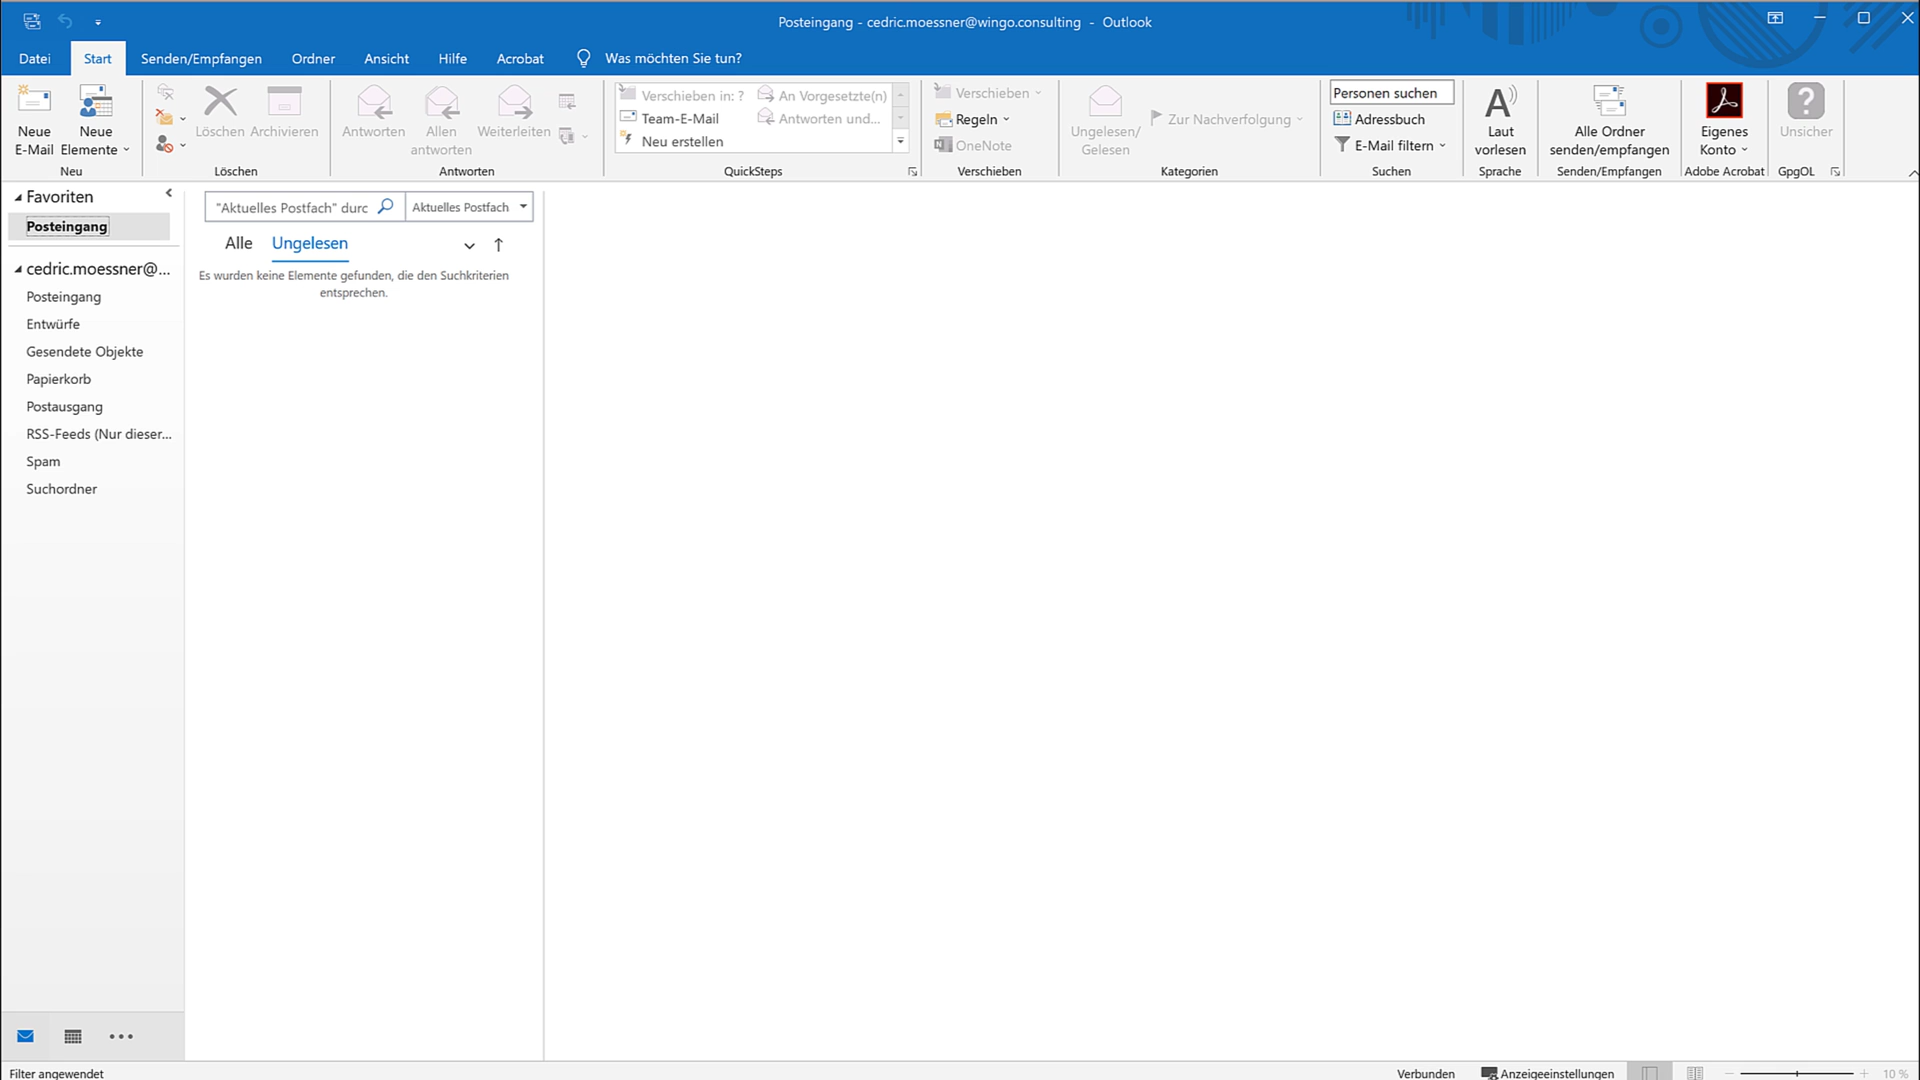 Posteingang - cedric.moessner@wingo.consulting - Outlook
Datei Start Senden/Empfangen Ordner Ansicht Hilfe Acrobat Was möchten Sie tun?
Neue E-Mail
Neue Elemente
Neu
Löschen
Archivieren
Löschen
Antworten
Allen antworten
Weiterleiten
Antworten
Verschieben in: ?
An Vorgesetzte(n)
Team-E-Mail
Antworten und...
Neu erstellen
QuickSteps
Verschieben
Regeln
OneNote
Verschieben
Ungelesen/
Gelesen
Zur Nachverfolgung
Kategorien
Personen suchen
Adressbuch
E-Mail filtern
Suchen
Laut
vorlesen
Sprache
Alle Ordner
senden/empfangen
Senden/Empfangen
Eigenes
Konto
Adobe Acrobat
Unsicher
GpgOL
Favoriten
Posteingang
cedric.moessner@...
Posteingang
Entwürfe
Gesendete Objekte
Papierkorb
Postausgang
RSS-Feeds (Nur dieser...
Spam
Suchordner
"Aktuelles Postfach" durc
Aktuelles Postfach
Alle Ungelesen
Es wurden keine Elemente gefunden, die den Suchkriterien
entsprechen.
Filter angewendet
Verbunden
Anzeigeeinstellungen
10 %